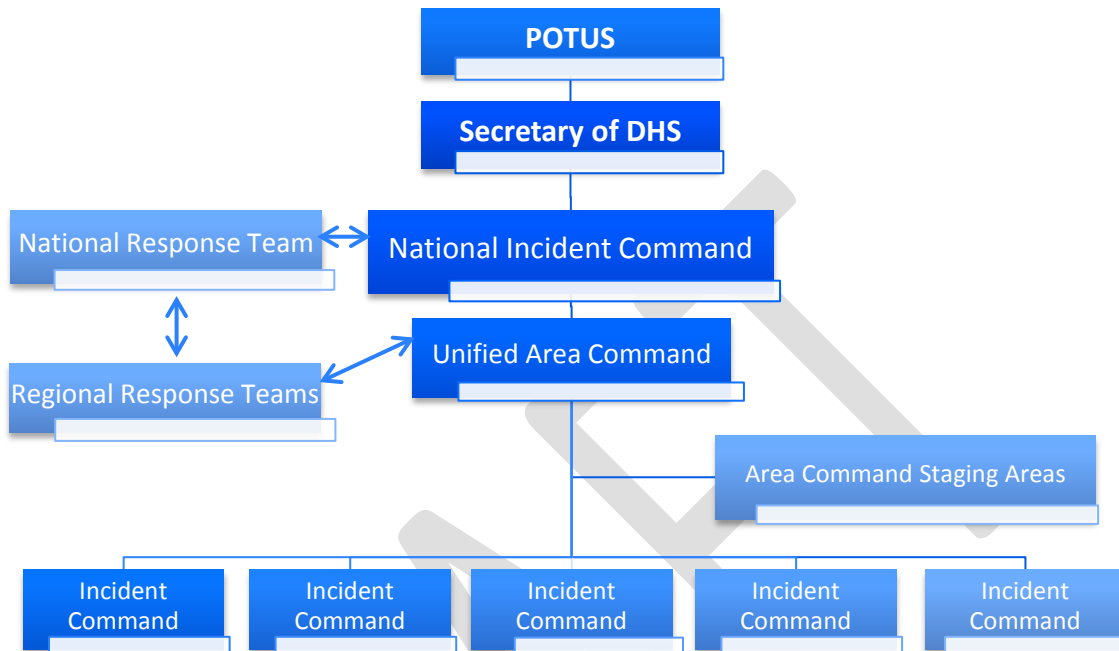 POTUS
Secretary of DHS
National Response Team
National Incident Command
Unified Area Command
Regional Response Teams
Area Command Staging Areas
Incident
Command
Incident
Command
Incident
Command
Incident
Command
Incident
Command